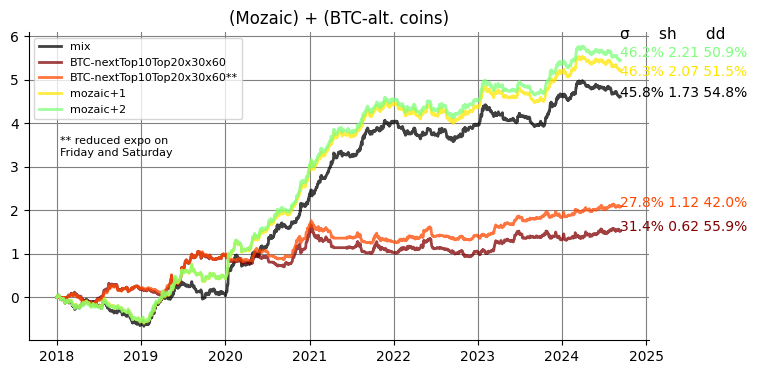 (Mozaic) + (BTC-alt. coins)
σ sh dd
mix
BTC-nextTop10Top20x30x60
BTC-nextTop10Top20x30x60**
mozaic+1
mozaic+2
** reduced expo on
Friday and Saturday
46.2% 2.21 50.9%
46.3% 2.07 51.5%
45.8% 1.73 54.8%
27.8% 1.12 42.0%
31.4% 0.62 55.9%
6
5
4
3
2
1
0
2018 2019 2020 2021 2022 2023 2024 2025